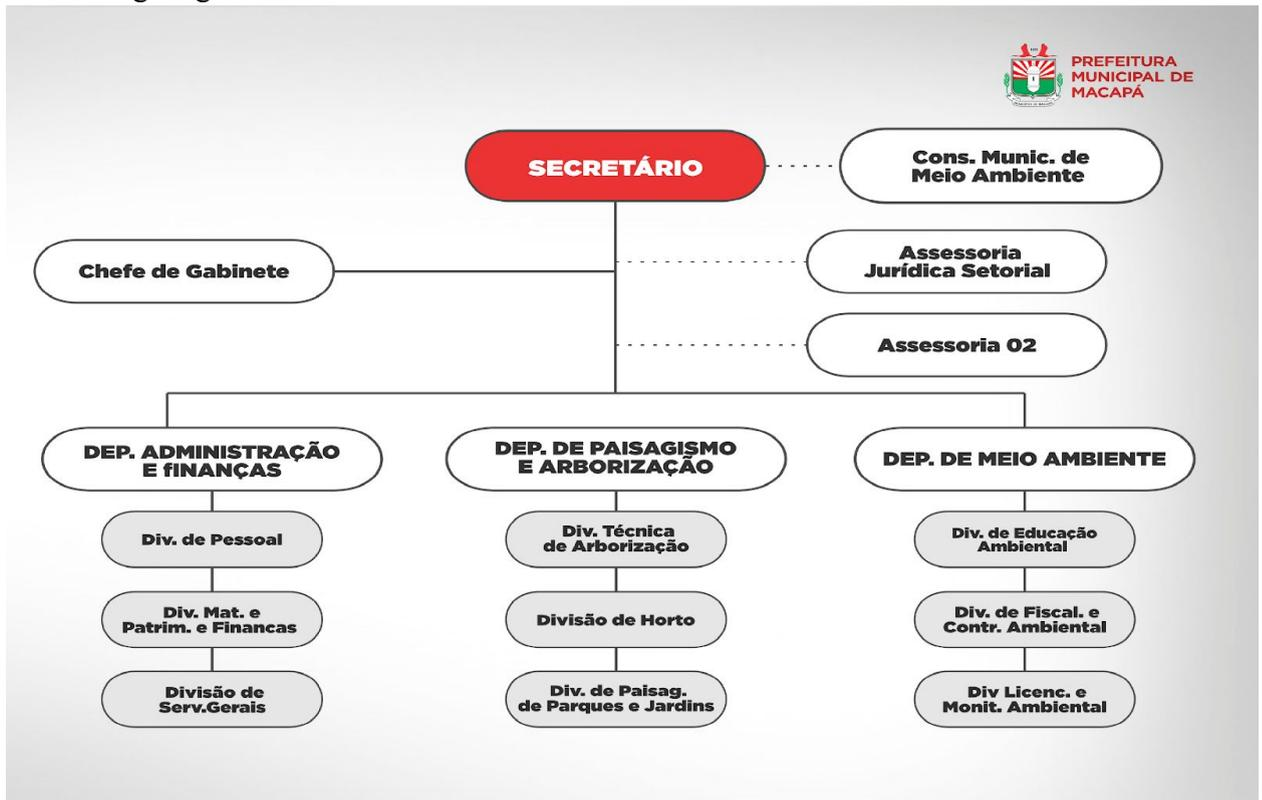 PREFEITURA
MUNICIPAL DE
MACAPÁ
SECRETÁRIO
Cons. Munic. de
Meio Ambiente
Chefe de Gabinete
Assessoria
Jurídica Setorial
Assessoria 02
DEP. ADMINISTRAÇÃO
E fINANÇAS
DEP. DE PAISAGISMO
E ARBORIZAÇÃO
DEP. DE MEIO AMBIENTE
Div. de Pessoal
Div. Técnica
de Arborização
Div. de Educação
Ambiental
Div. Mat. e
Patrim. e Financas
Divisão de Horto
Div. de Fiscal. e
Contr. Ambiental
Divisão de
Serv.Gerais
Div. de Paisag.
de Parques e Jardins
Div Licenc. e
Monit. Ambiental